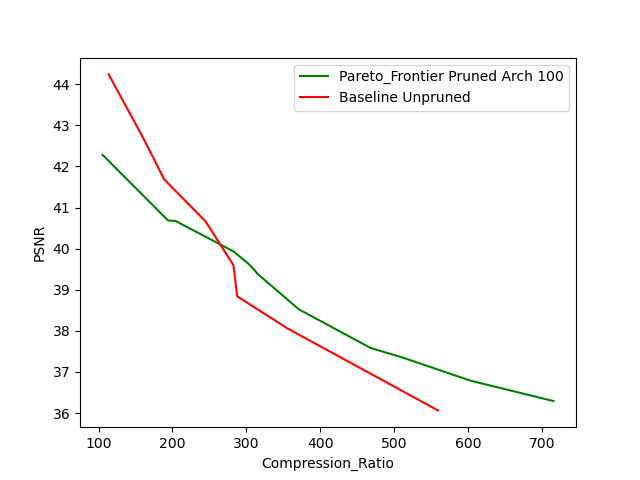 Pareto_Frontier Pruned Arch 100
Baseline Unpruned
44
43
42
41
40
39
38
37
36
PSNR
100 200 300 400 500 600 700
Compression_Ratio